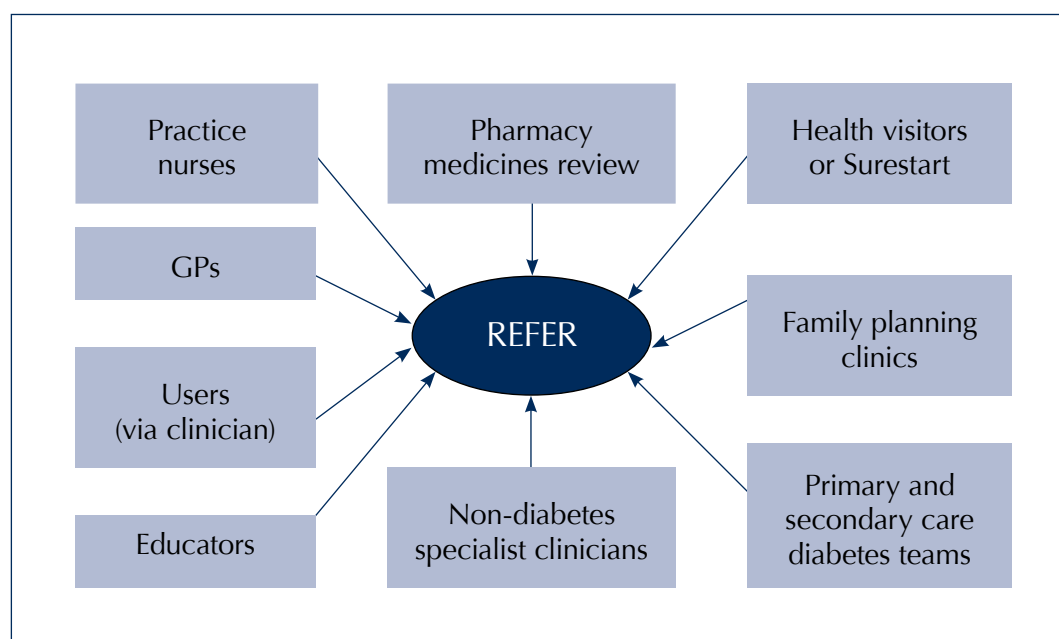 Practice
nurses
Pharmacy
medicines review
Health visitors
or Surestart
GPs
REFER
Family planning
clinics
Users
(via clinician)
Educators
Non-diabetes
specialist clinicians
Primary and
secondary care
diabetes teams